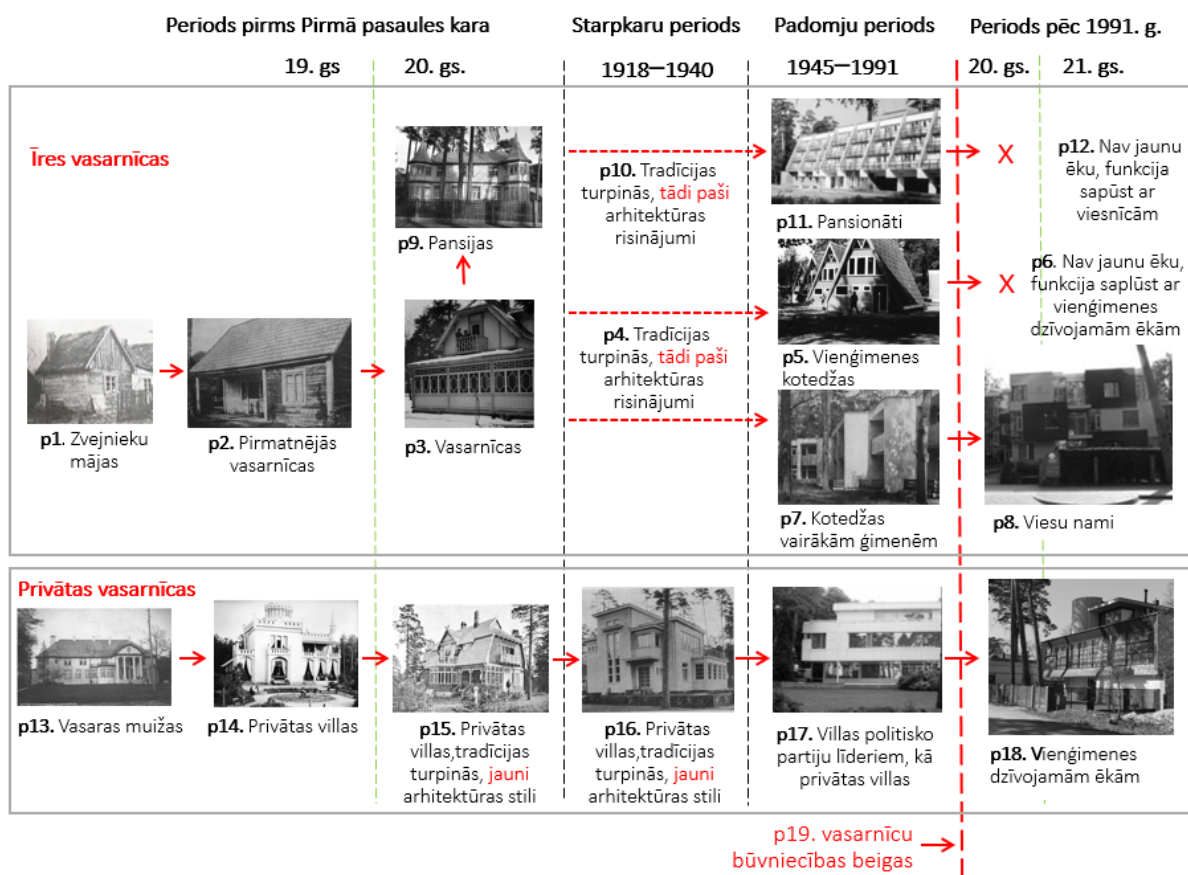 Periods pirms Pirmā pasaules kara
Starpkaru periods
Padomju periods
Periods pēc 1991. g.
19. gs
20. gs.
1918—1940
1945—1991
20. gs.
21. gs.
Īres vasarnīcas
p9. Pansijas
p10. Tradīcijas
turpinās, tādi paši
arhitektūras
risinājumi
p11. Pansionāti
X
p12. Nav jaunu
ēku, funkcija
sapūst ar
viesnīcām
p1. Zvejnieku
mājas
p2. Pirmatnējās
vasarnīcas
p3. Vasarnīcas
p4. Tradīcijas
turpinās, tādi paši
arhitektūras
risinājumi
p5. Vienģimenes
kotedžas
X
p6. Nav jaunu ēku,
funkcija saplūst ar
vienģimenes
dzīvojamām ēkām
p7. Kotedžas
vairākām ģimenēm
p8. Viesu nami
Privātas vasarnīcas
p13. Vasaras muižas
p14. Privātas villas
p15. Privātas
villas,tradīcijas
turpinās, jauni
arhitektūras stili
p16. Privātas
villas,tradīcijas
turpinās, jauni
arhitektūras stili
p17. Villas politisko
partiju līderiem, kā
privātas villas
p18. Vienģimenes
dzīvojamām ēkām
p19. vasarnīcu
būvniecības beigas